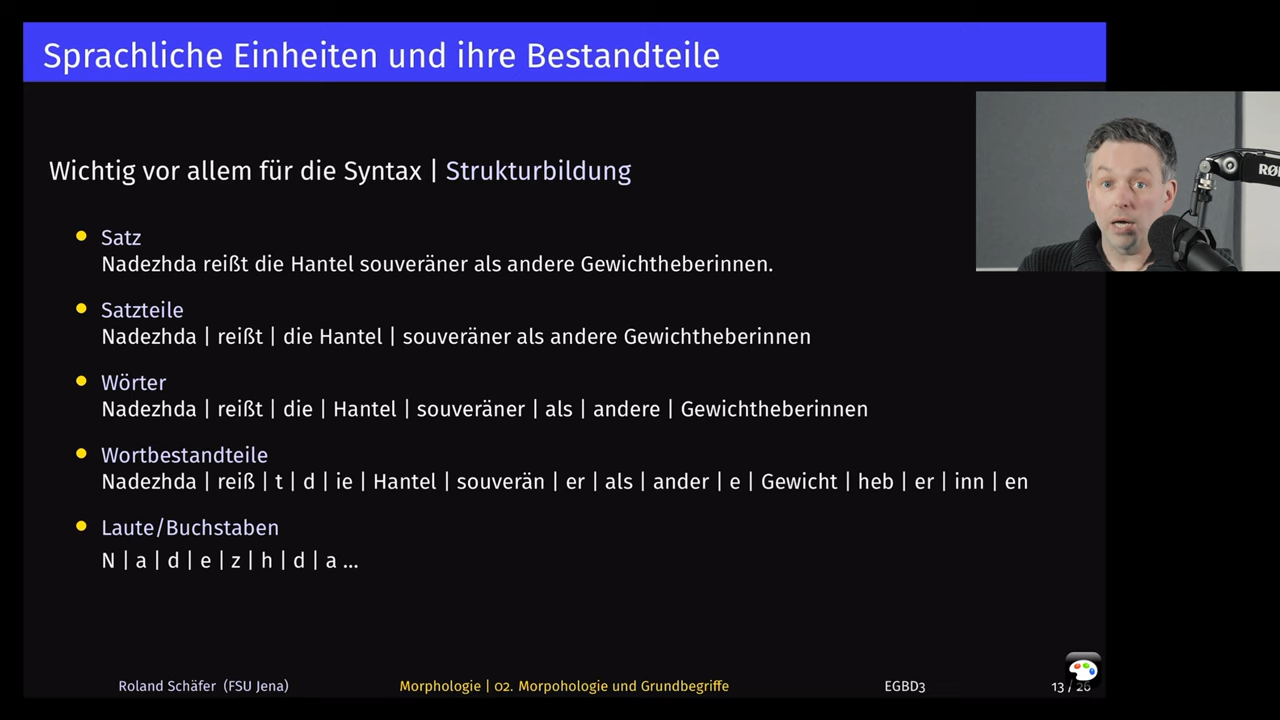 Sprachliche Einheiten und ihre Bestandteile
Wichtig vor allem für die Syntax | Strukturbildung
Satz
Nadezhda reißt die Hantel souveräner als andere Gewichtheberinnen.
Satzteile
Nadezhda | reißt | die Hantel | souveräner als andere Gewichtheberinnen
Wörter
Nadezhda | reißt | die | Hantel | souveräner | als | andere | Gewichtheberinnen
Wortbestandteile
Nadezhda | reiß | t | d | ie | Hantel | souverän | er | als | ander | e | Gewicht | heb | er | inn | en
Laute/Buchstaben
N | a | d | e | z | h | d | a ...
Roland Schäfer (FSU Jena)
Morphologie | 02. Morpohologie und Grundbegriffe
EGBD3
13 / 26